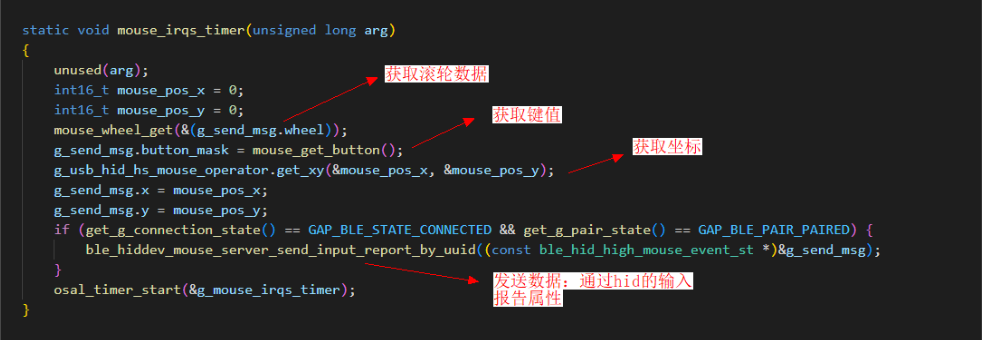 static void mouse_irqs_timer(unsigned long arg)
{
    unused(arg);
    int16_t mouse_pos_x = 0;
    int16_t mouse_pos_y = 0;
    mouse_wheel_get(&(g_send_msg.wheel));
    g_send_msg.button_mask = mouse_get_button();
    g_usb_hid_hs_mouse_operator.get_xy(&mouse_pos_x, &mouse_pos_y);
    g_send_msg.x = mouse_pos_x;
    g_send_msg.y = mouse_pos_y;
    if (get_g_connection_state() == GAP_BLE_STATE_CONNECTED && get_g_pair_state() == GAP_BLE_PAIR_PAIRED) {
        ble_hiddev_mouse_server_send_input_report_by_uuid((const ble_hid_high_mouse_event_st *)&g_send_msg);
    }
    osal_timer_start(&g_mouse_irqs_timer);
}
获取滚轮数据
获取键值
获取坐标
发送数据：通过hid的输入
报告属性